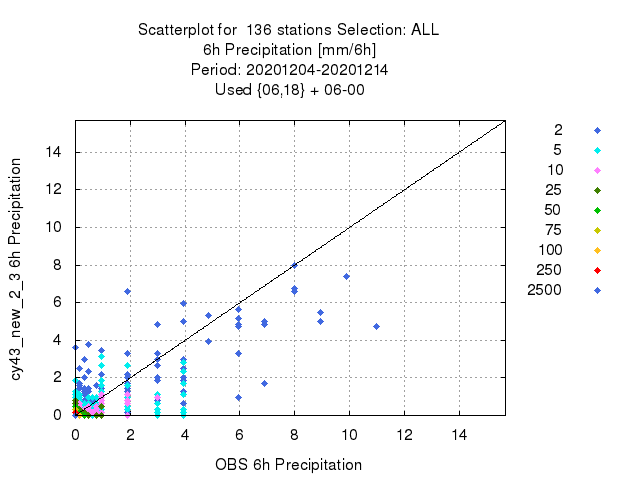 Scatterplot for 136 stations Selection: ALL
6h Precipitation [mm/6h]
Period: 20201204-20201214
Used {06,18} + 06-00
cy43_new_2_3 6h Precipitation
14
12
10
8
6
4
2
0
0 2 4 6 8 10 12 14
OBS 6h Precipitation
2
5
10
25
50
75
100
250
2500